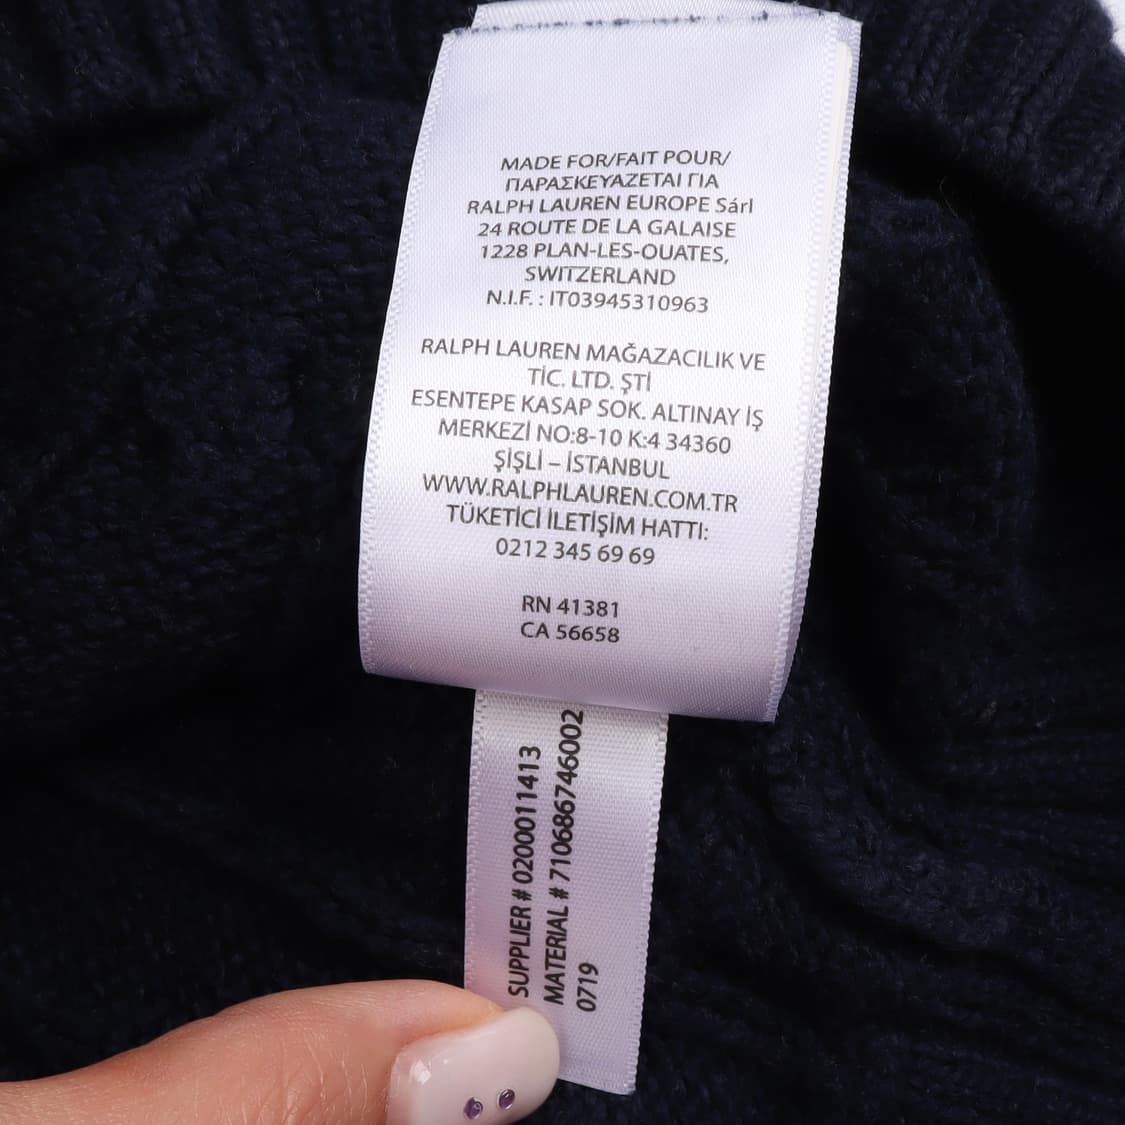 MADE FOR/FAIT POUR/
ΠΑΡΑΣΚΕΥΑΖΕΤΑΙ ΓΙΑ
RALPH LAUREN EUROPE Sárl
24 ROUTE DE LA GALAISE
1228 PLAN-LES-OUATES,
SWITZERLAND
N.I.F. : IT03945310963
RALPH LAUREN MAĞAZACILIK VE
TİC. LTD. ŞTİ
ESENTEPE KASAP SOK. ALTINAY İŞ
MERKEZİ NO:8-10 K:4 34360
ŞİŞLİ – İSTANBUL
WWW.RALPHLAUREN.COM.TR
TÜKETİCİ İLETİŞİM HATTI:
0212 345 69 69
RN 41381
CA 56658
SUPPLIER # 0200011413
MATERIAL # 710686746002
0719